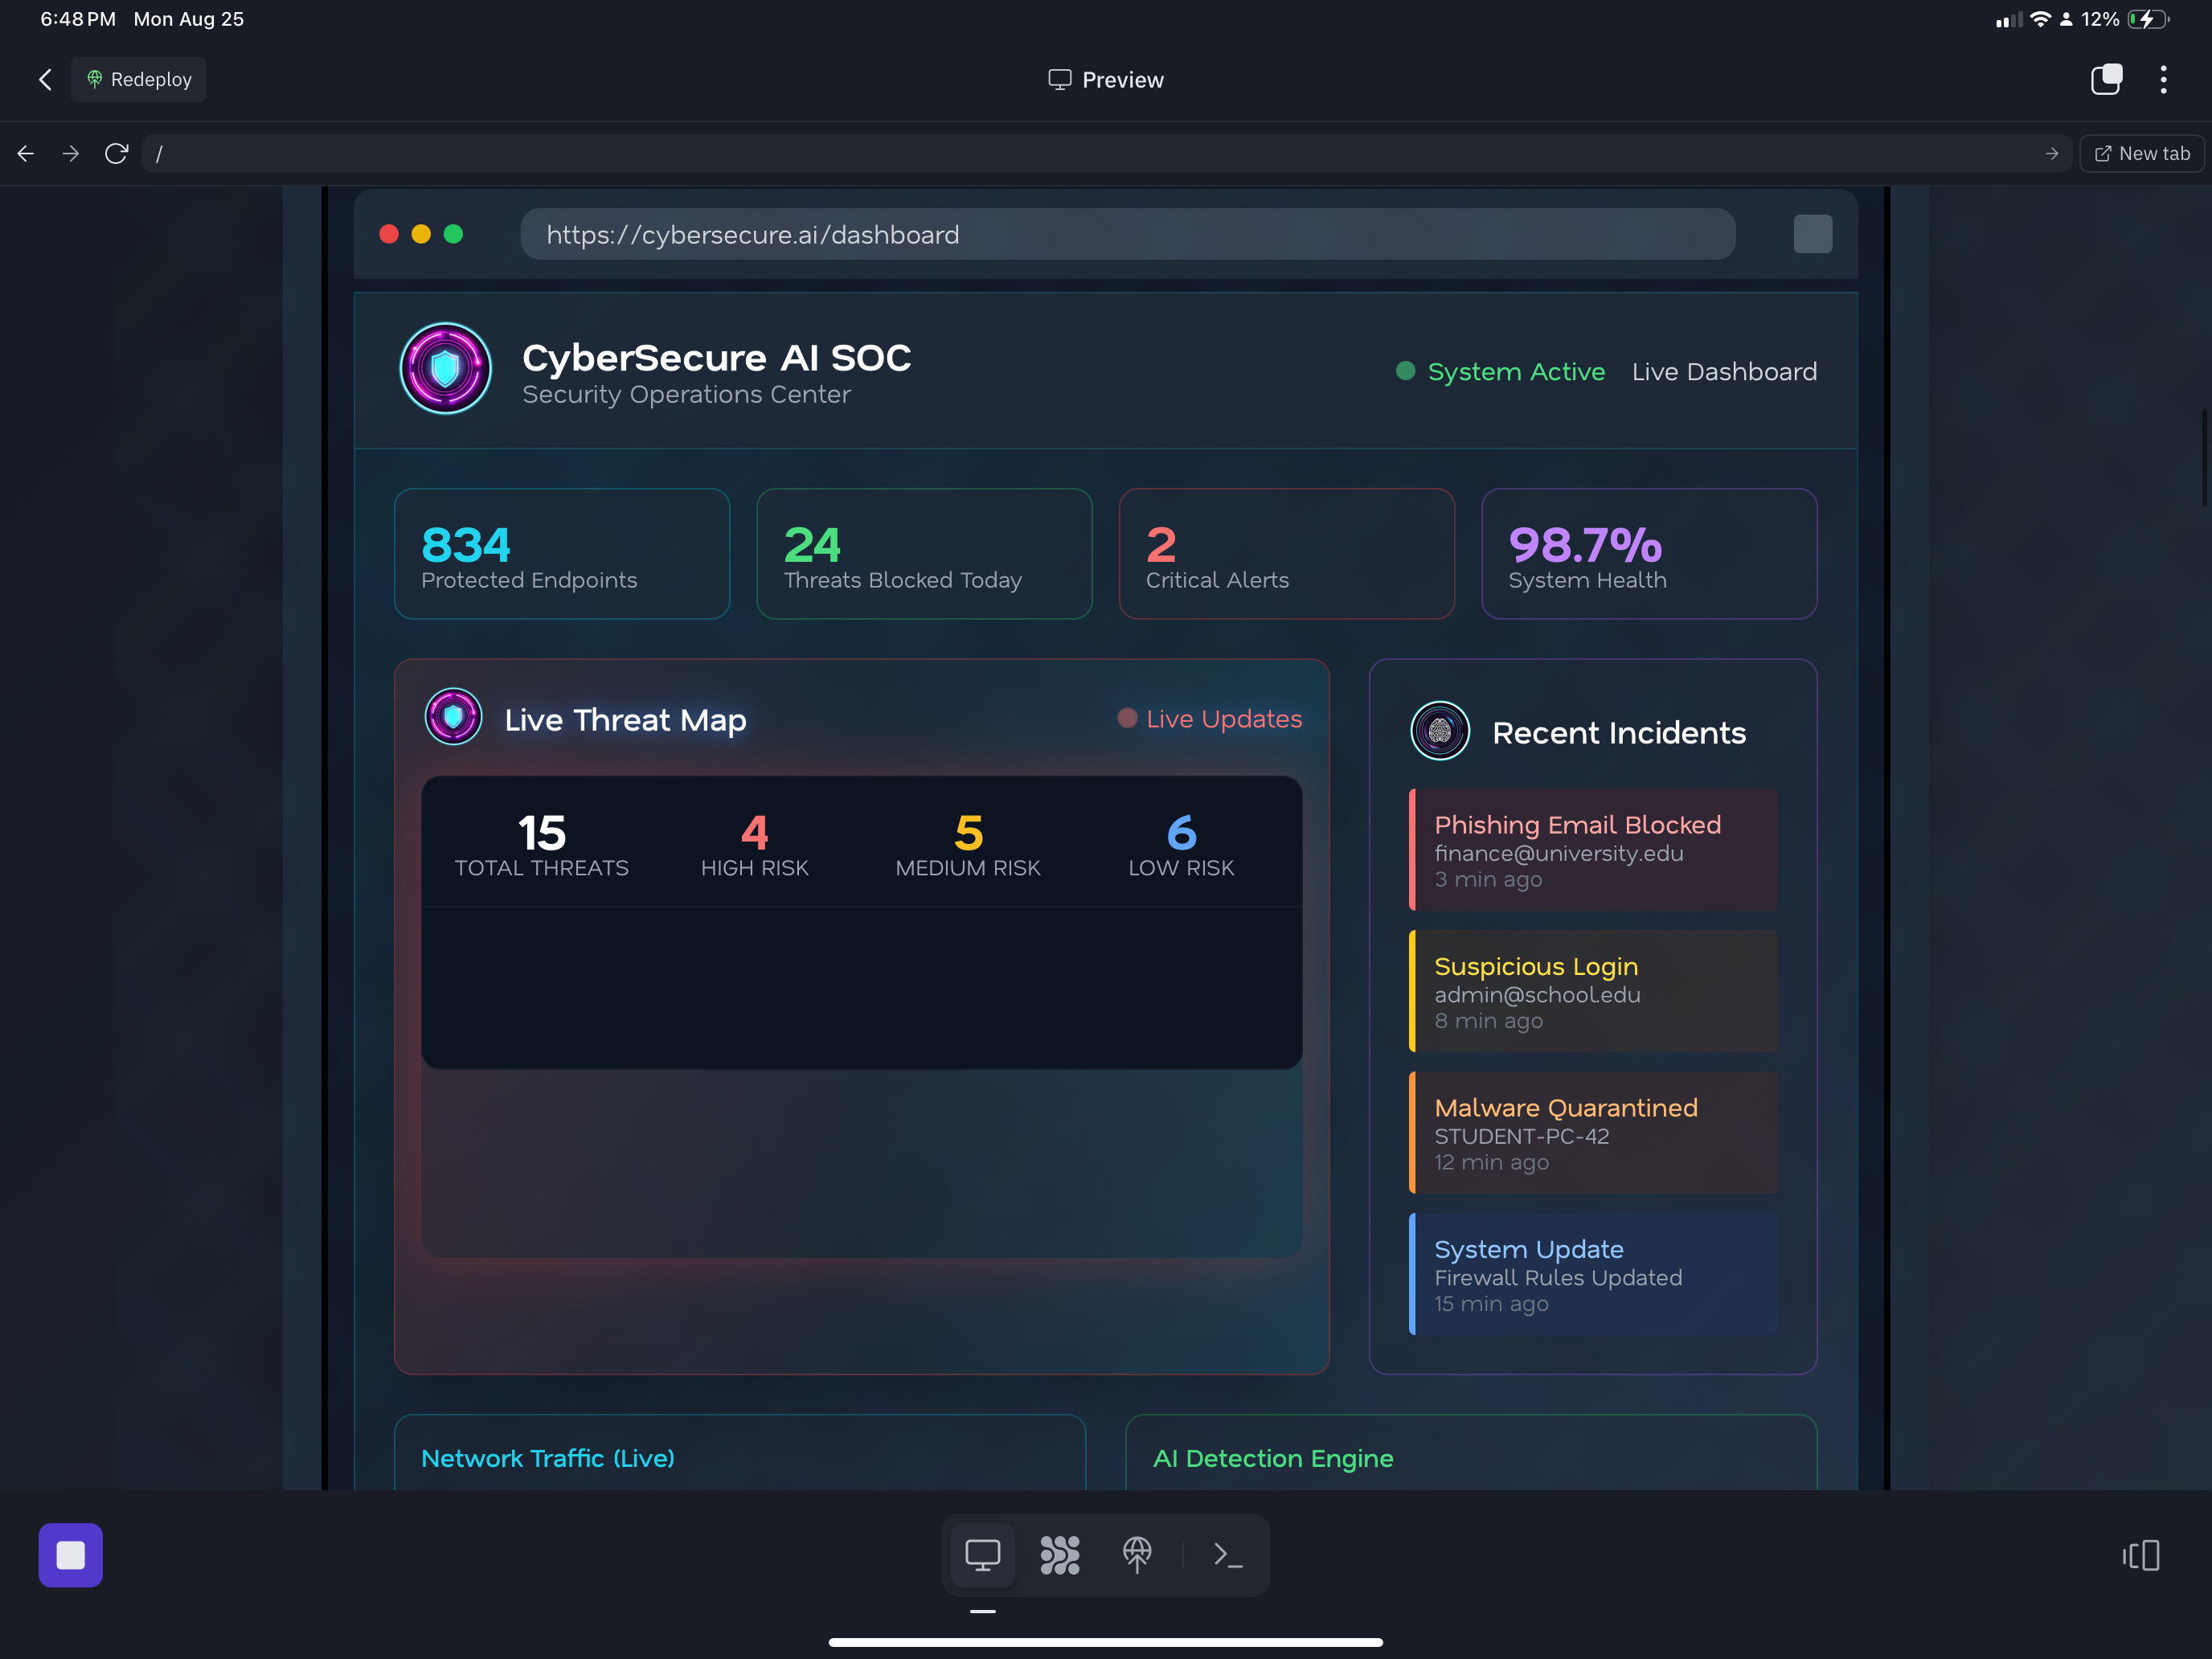 6:48 PM Mon Aug 25
12%
Redeploy
Preview
/
New tab
https://cybersecure.ai/dashboard
CyberSecure AI SOC
Security Operations Center
System Active Live Dashboard
834
Protected Endpoints
24
Threats Blocked Today
2
Critical Alerts
98.7%
System Health
Live Threat Map
Live Updates
15
TOTAL THREATS
4
HIGH RISK
5
MEDIUM RISK
6
LOW RISK
Recent Incidents
Phishing Email Blocked
finance@university.edu
3 min ago
Suspicious Login
admin@school.edu
8 min ago
Malware Quarantined
STUDENT-PC-42
12 min ago
System Update
Firewall Rules Updated
15 min ago
Network Traffic (Live)
AI Detection Engine